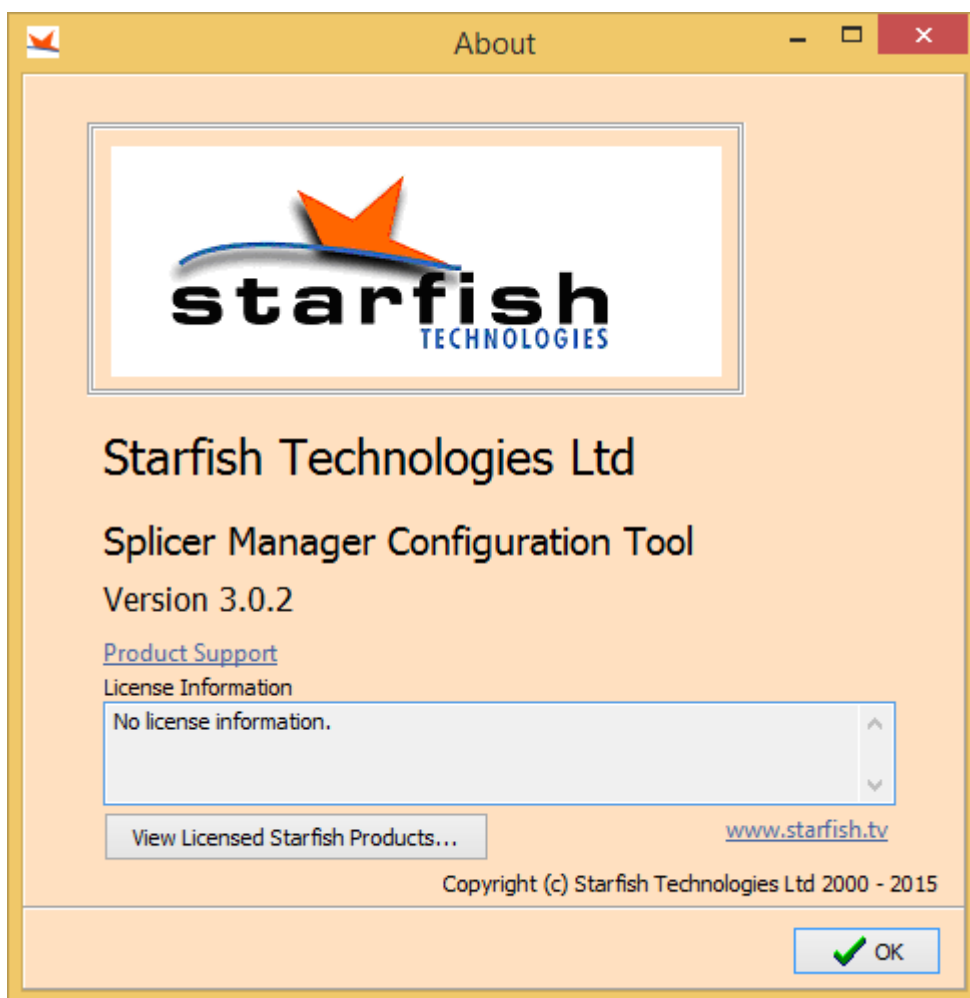 About
starfish
TECHNOLOGIES
Starfish Technologies Ltd
Splicer Manager Configuration Tool
Version 3.0.2
Product Support
License Information
No license information.
View Licensed Starfish Products...
www.starfish.tv
Copyright (c) Starfish Technologies Ltd 2000 - 2015
OK